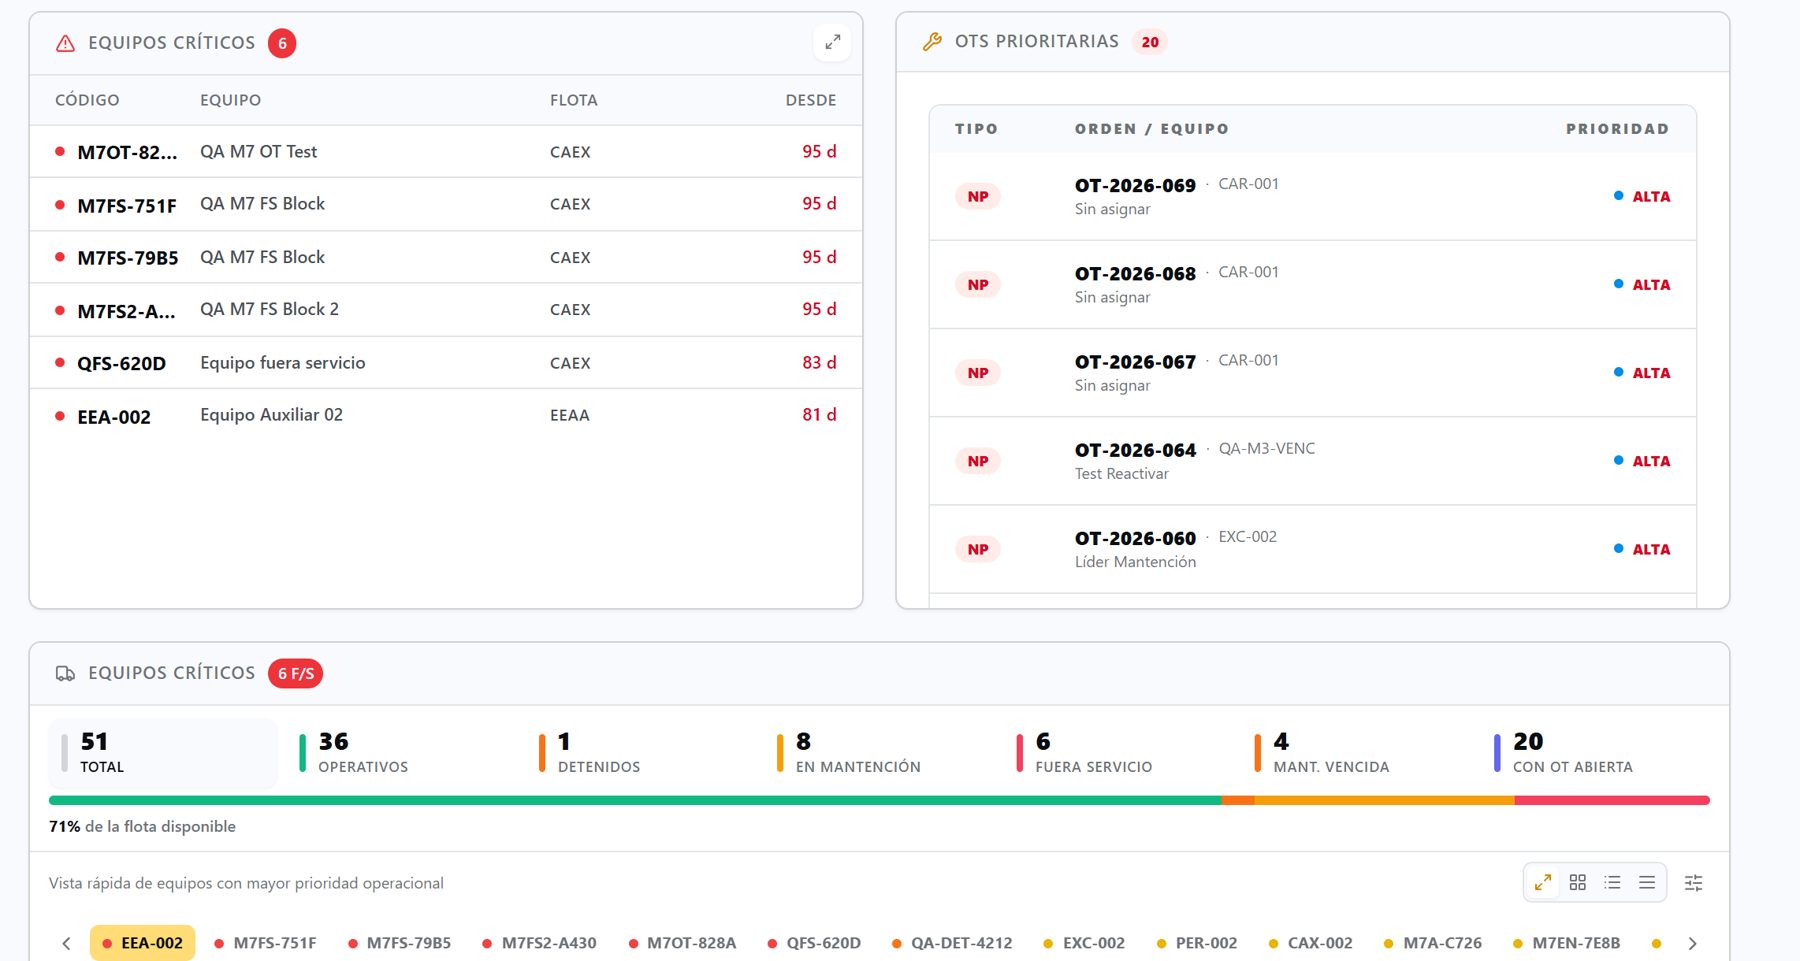 EQUIPOS CRÍTICOS 6
CÓDIGO EQUIPO FLOTA DESDE
M7OT-82... QA M7 OT Test CAEX 95 d
M7FS-751F QA M7 FS Block CAEX 95 d
M7FS-79B5 QA M7 FS Block CAEX 95 d
M7FS2-A... QA M7 FS Block 2 CAEX 95 d
QFS-620D Equipo fuera servicio CAEX 83 d
EEA-002 Equipo Auxiliar 02 EEAA 81 d
OTS PRIORITARIAS 20
TIPO ORDEN / EQUIPO PRIORIDAD
NP OT-2026-069 · CAR-001 ALTA
Sin asignar
NP OT-2026-068 · CAR-001 ALTA
Sin asignar
NP OT-2026-067 · CAR-001 ALTA
Sin asignar
NP OT-2026-064 · QA-M3-VENC ALTA
Test Reactivar
NP OT-2026-060 · EXC-002 ALTA
Líder Mantención
EQUIPOS CRÍTICOS 6 F/S
51 36 1 8 6 4 20
TOTAL OPERATIVOS DETENIDOS EN MANTENCIÓN FUERA SERVICIO MANT. VENCIDA CON OT ABIERTA
71% de la flota disponible
Vista rápida de equipos con mayor prioridad operacional
EEA-002 M7FS-751F M7FS-79B5 M7FS2-A430 M7OT-828A QFS-620D QA-DET-4212 EXC-002 PER-002 CAX-002 M7A-C726 M7EN-7E8B